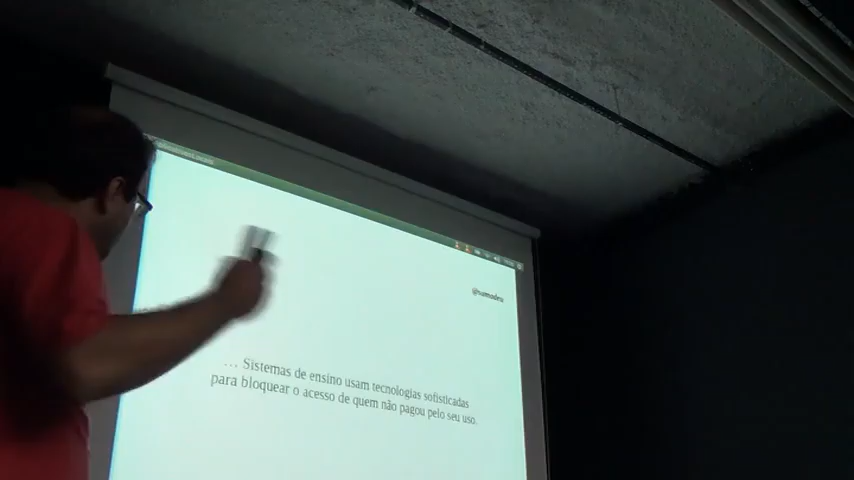 … Sistemas de ensino usam tecnologias sofisticadas
para bloquear o acesso de quem não pagou pelo seu uso.